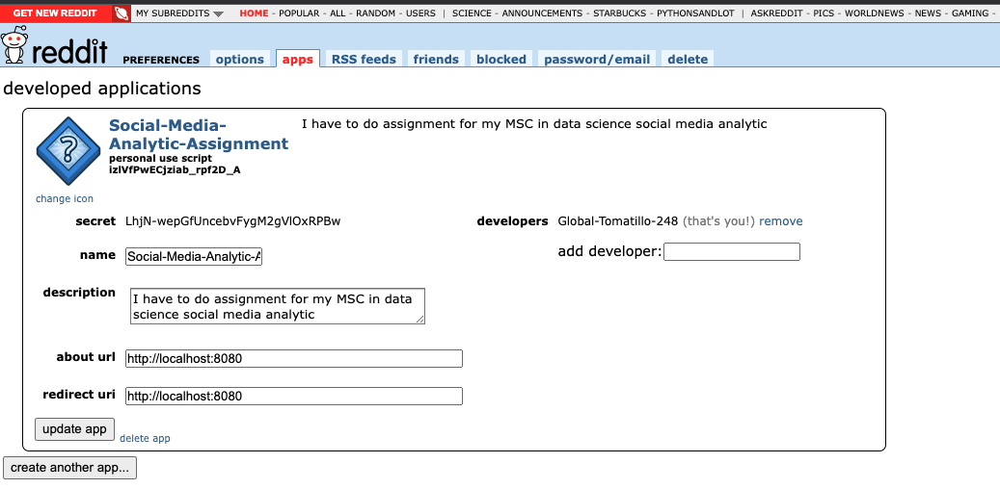 GET NEW REDDIT MY SUBREDDITS HOME - POPULAR - ALL - RANDOM - USERS | SCIENCE - ANNOUNCEMENTS - STARBUCKS - PYTHONSANDLOT | ASKREDDIT - PICS - WORLDNEWS - NEWS - GAMING -
reddit PREFERENCES options apps RSS feeds friends blocked password/email delete
developed applications
Social-Media-
Analytic-Assignment
I have to do assignment for my MSC in data science social media analytic
personal use script
izlVfPwECjziab_rpf2D_A
?
change icon
secret LhjN-wepGfUncebvFygM2gVlOxRPBw
developers Global-Tomatillo-248 (that's you!) remove
add developer:
name Social-Media-Analytic-A
description I have to do assignment for my MSC in data
science social media analytic
about url http://localhost:8080
redirect uri http://localhost:8080
update app delete app
create another app...